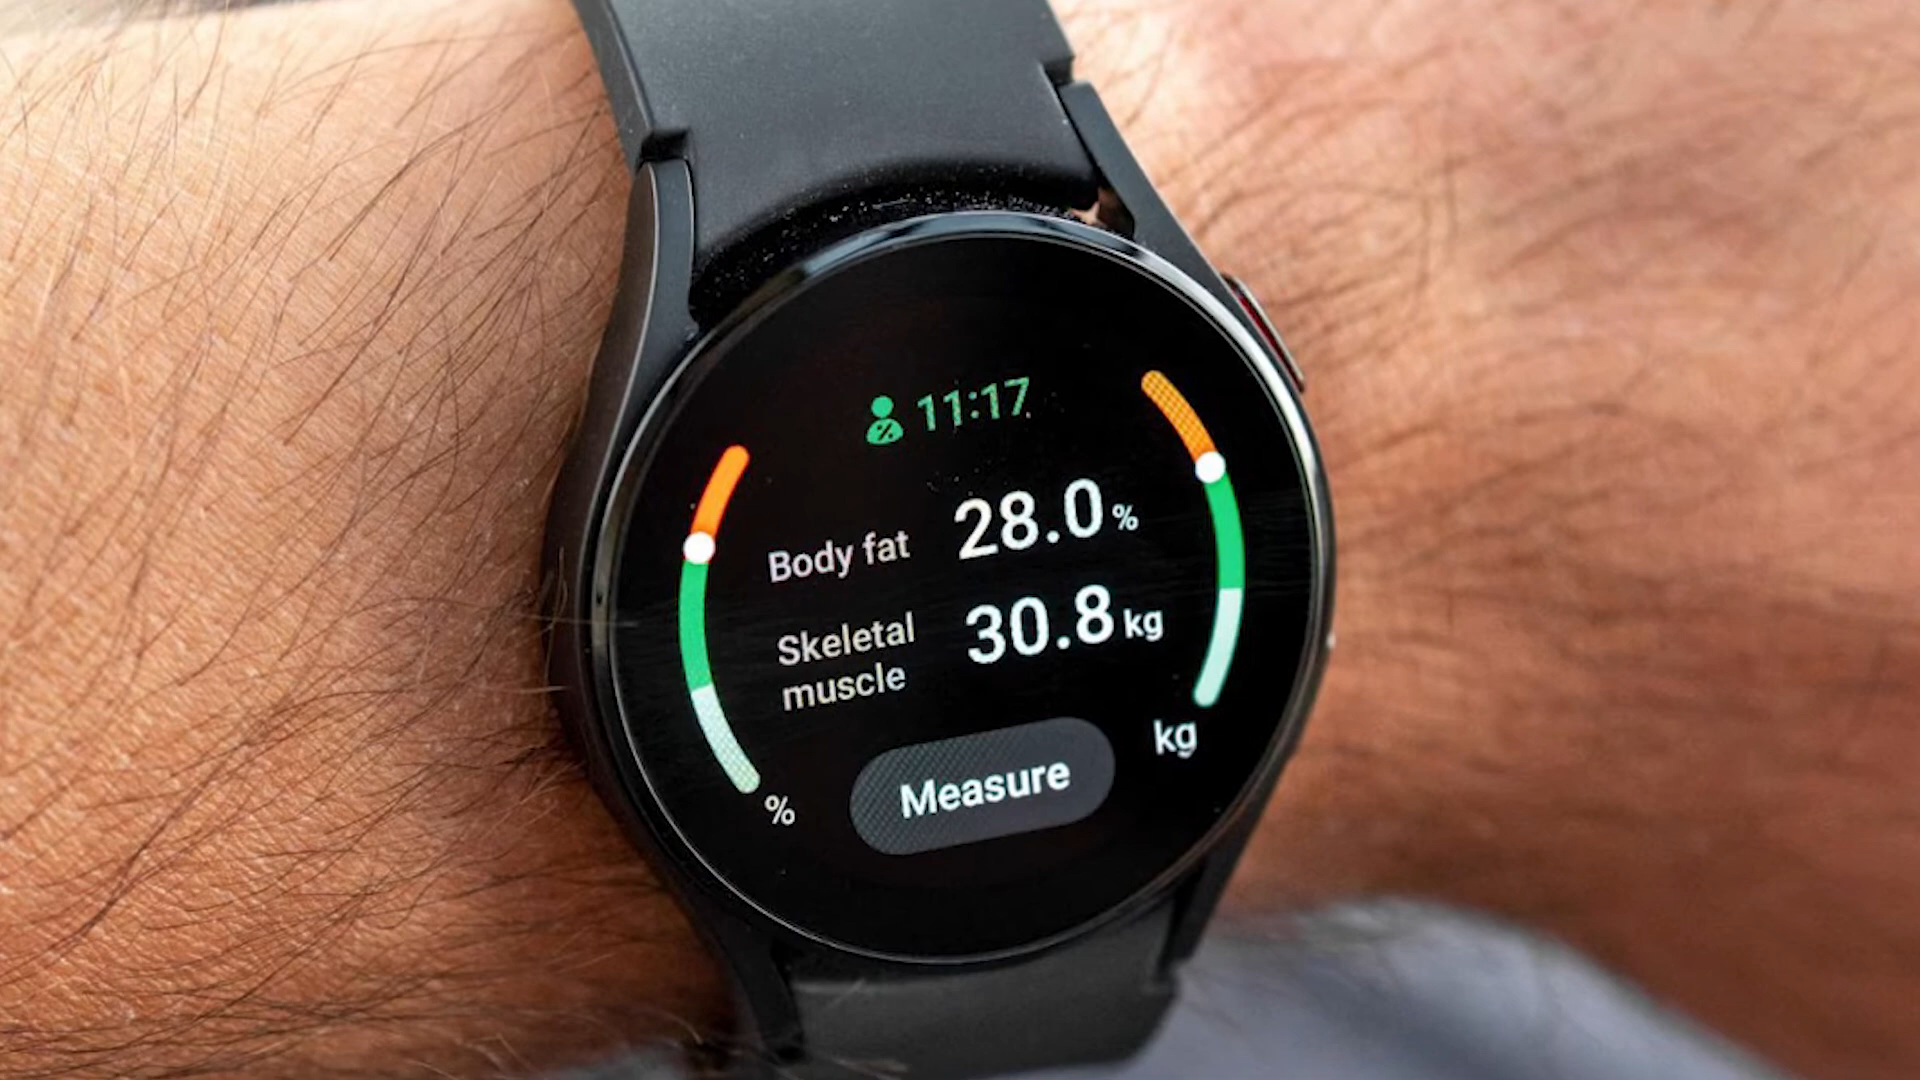 11:17
Body fat 28.0 %
Skeletal muscle 30.8 kg
% kg
Measure